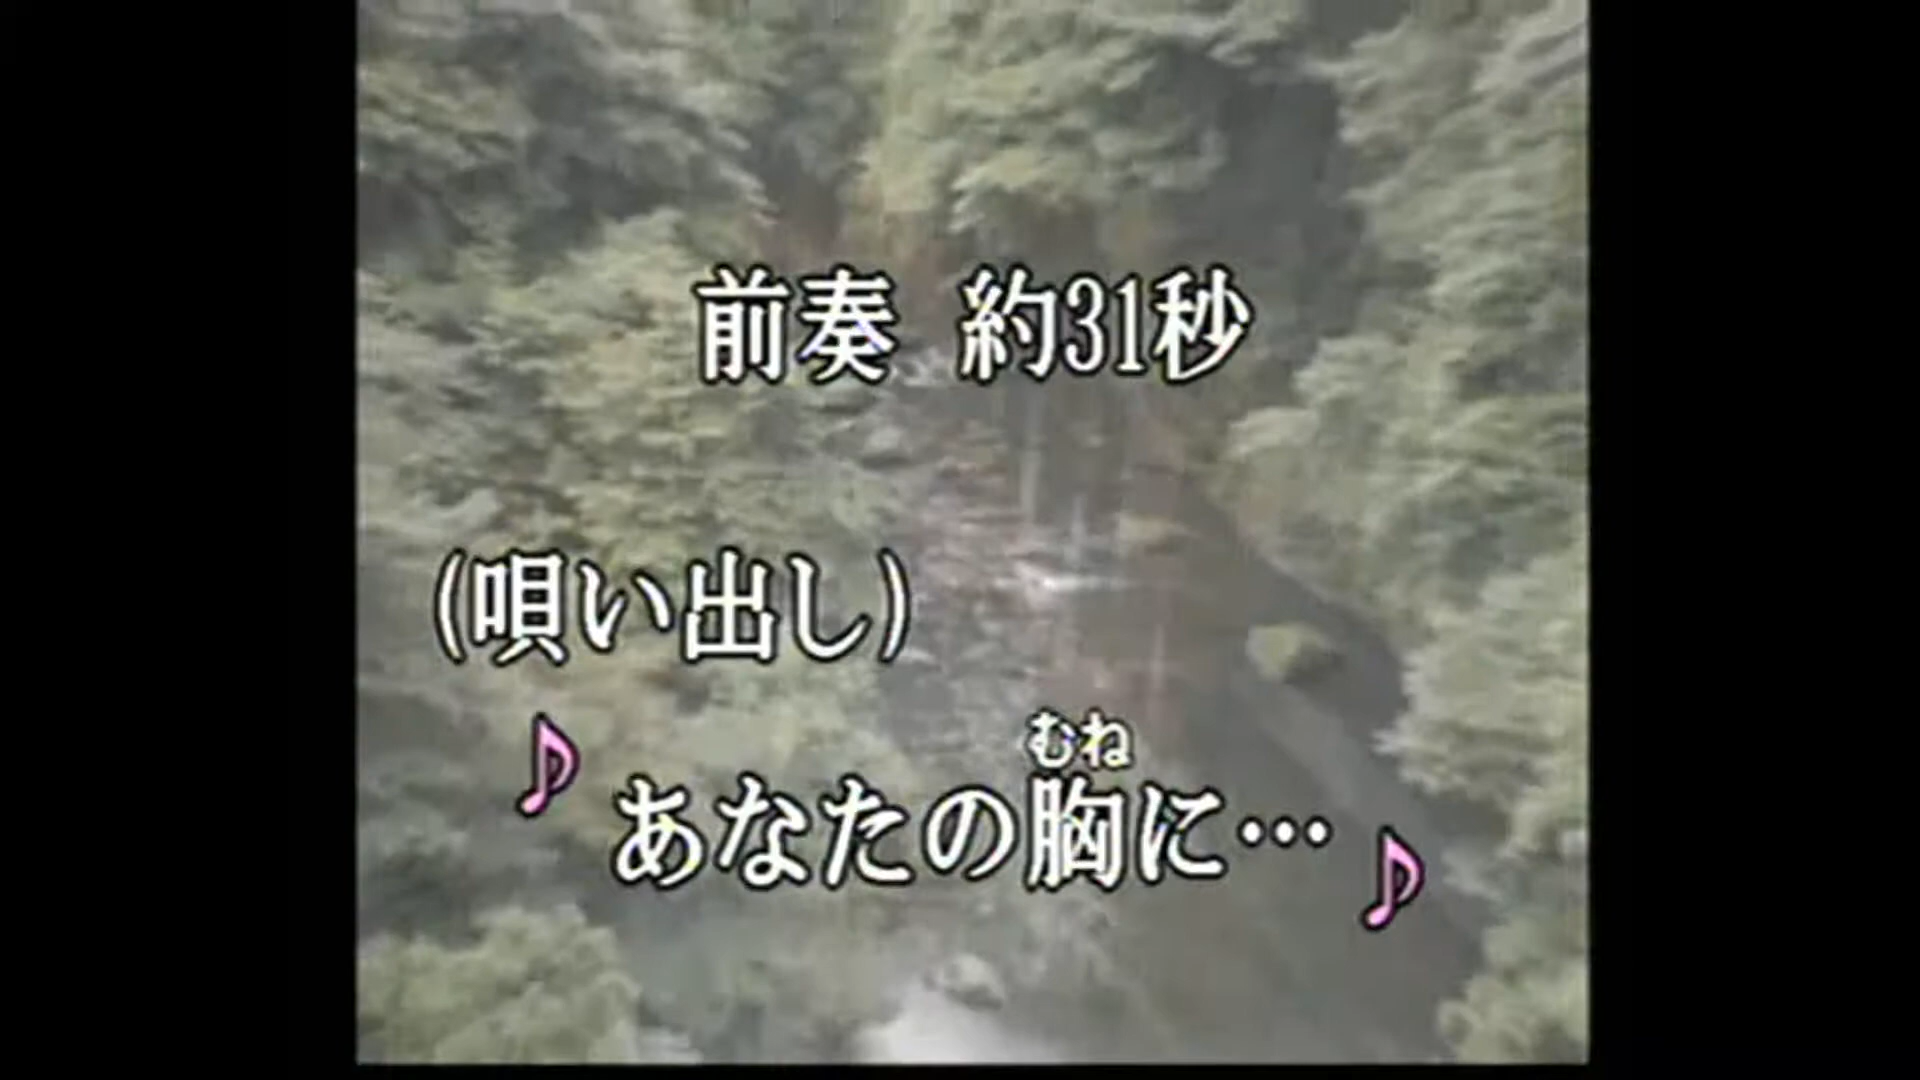 前奏 約31秒
(唄い出し)
むね
♪ あなたの胸に… ♪